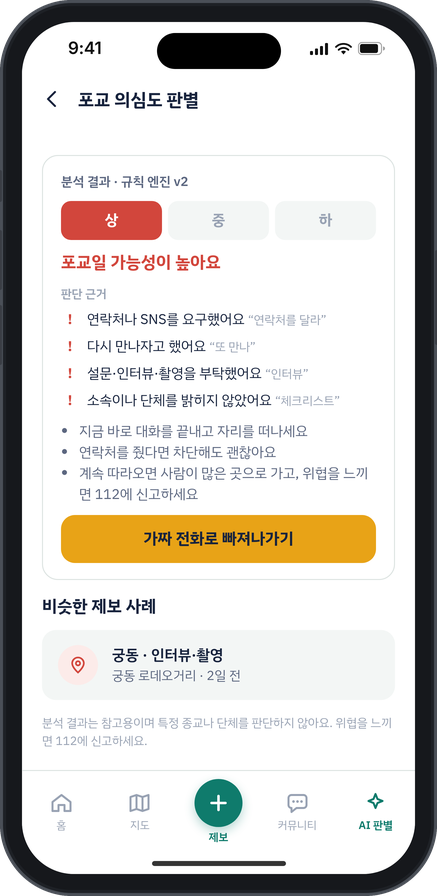 9:41
포교 의심도 판별
분석 결과 · 규칙 엔진 v2
상 중 하
포교일 가능성이 높아요
판단 근거
! 연락처나 SNS를 요구했어요 “연락처를 달라”
! 다시 만나자고 했어요 “또 만나”
! 설문·인터뷰·촬영을 부탁했어요 “인터뷰”
! 소속이나 단체를 밝히지 않았어요 “체크리스트”
• 지금 바로 대화를 끝내고 자리를 떠나세요
• 연락처를 줬다면 차단해도 괜찮아요
• 계속 따라오면 사람이 많은 곳으로 가고, 위협을 느끼
면 112에 신고하세요
가짜 전화로 빠져나가기
비슷한 제보 사례
궁동 · 인터뷰·촬영
궁동 로데오거리 · 2일 전
분석 결과는 참고용이며 특정 종교나 단체를 판단하지 않아요. 위협을 느끼
면 112에 신고하세요.
홈 지도 제보 커뮤니티 AI 판별